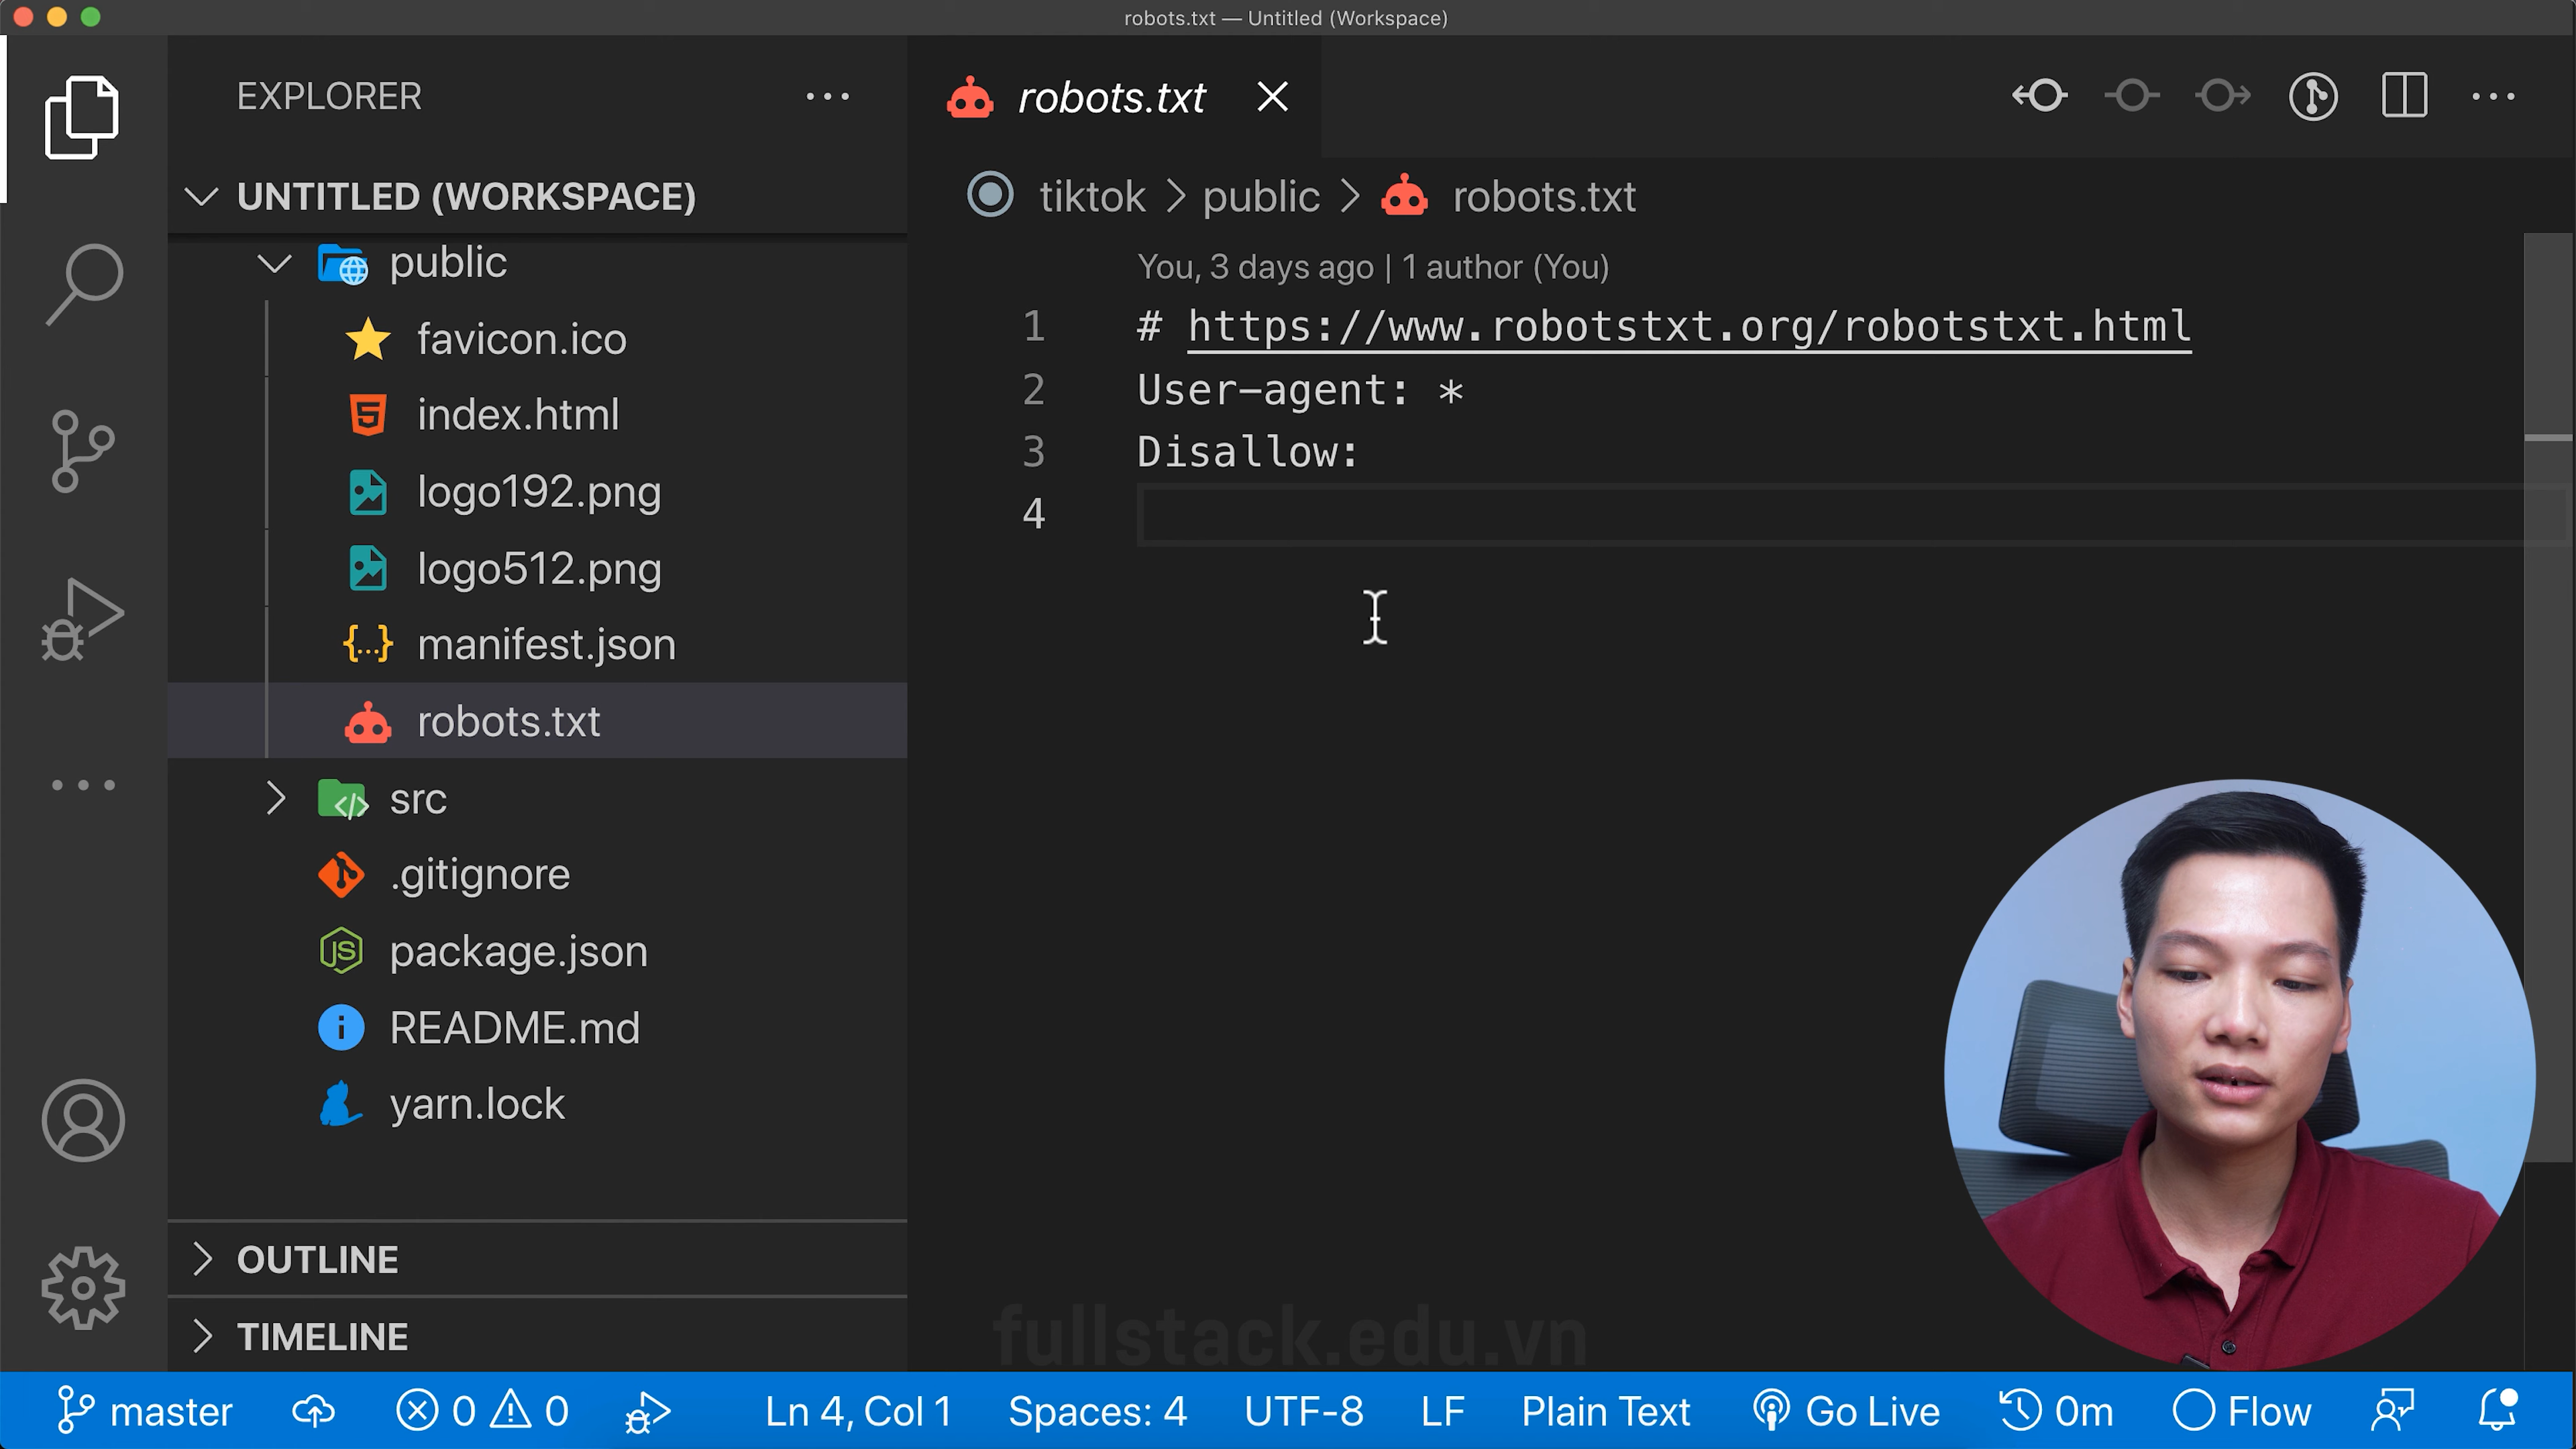 robots.txt — Untitled (Workspace)
EXPLORER
robots.txt
UNTITLED (WORKSPACE)
tiktok > public > robots.txt
public
favicon.ico
index.html
logo192.png
logo512.png
manifest.json
robots.txt
src
.gitignore
package.json
README.md
yarn.lock
OUTLINE
TIMELINE
You, 3 days ago | 1 author (You)
1 # https://www.robotstxt.org/robotstxt.html
2 User-agent: *
3 Disallow:
4
fullstack.edu.vn
master 0 0 Ln 4, Col 1 Spaces: 4 UTF-8 LF Plain Text Go Live 0m Flow